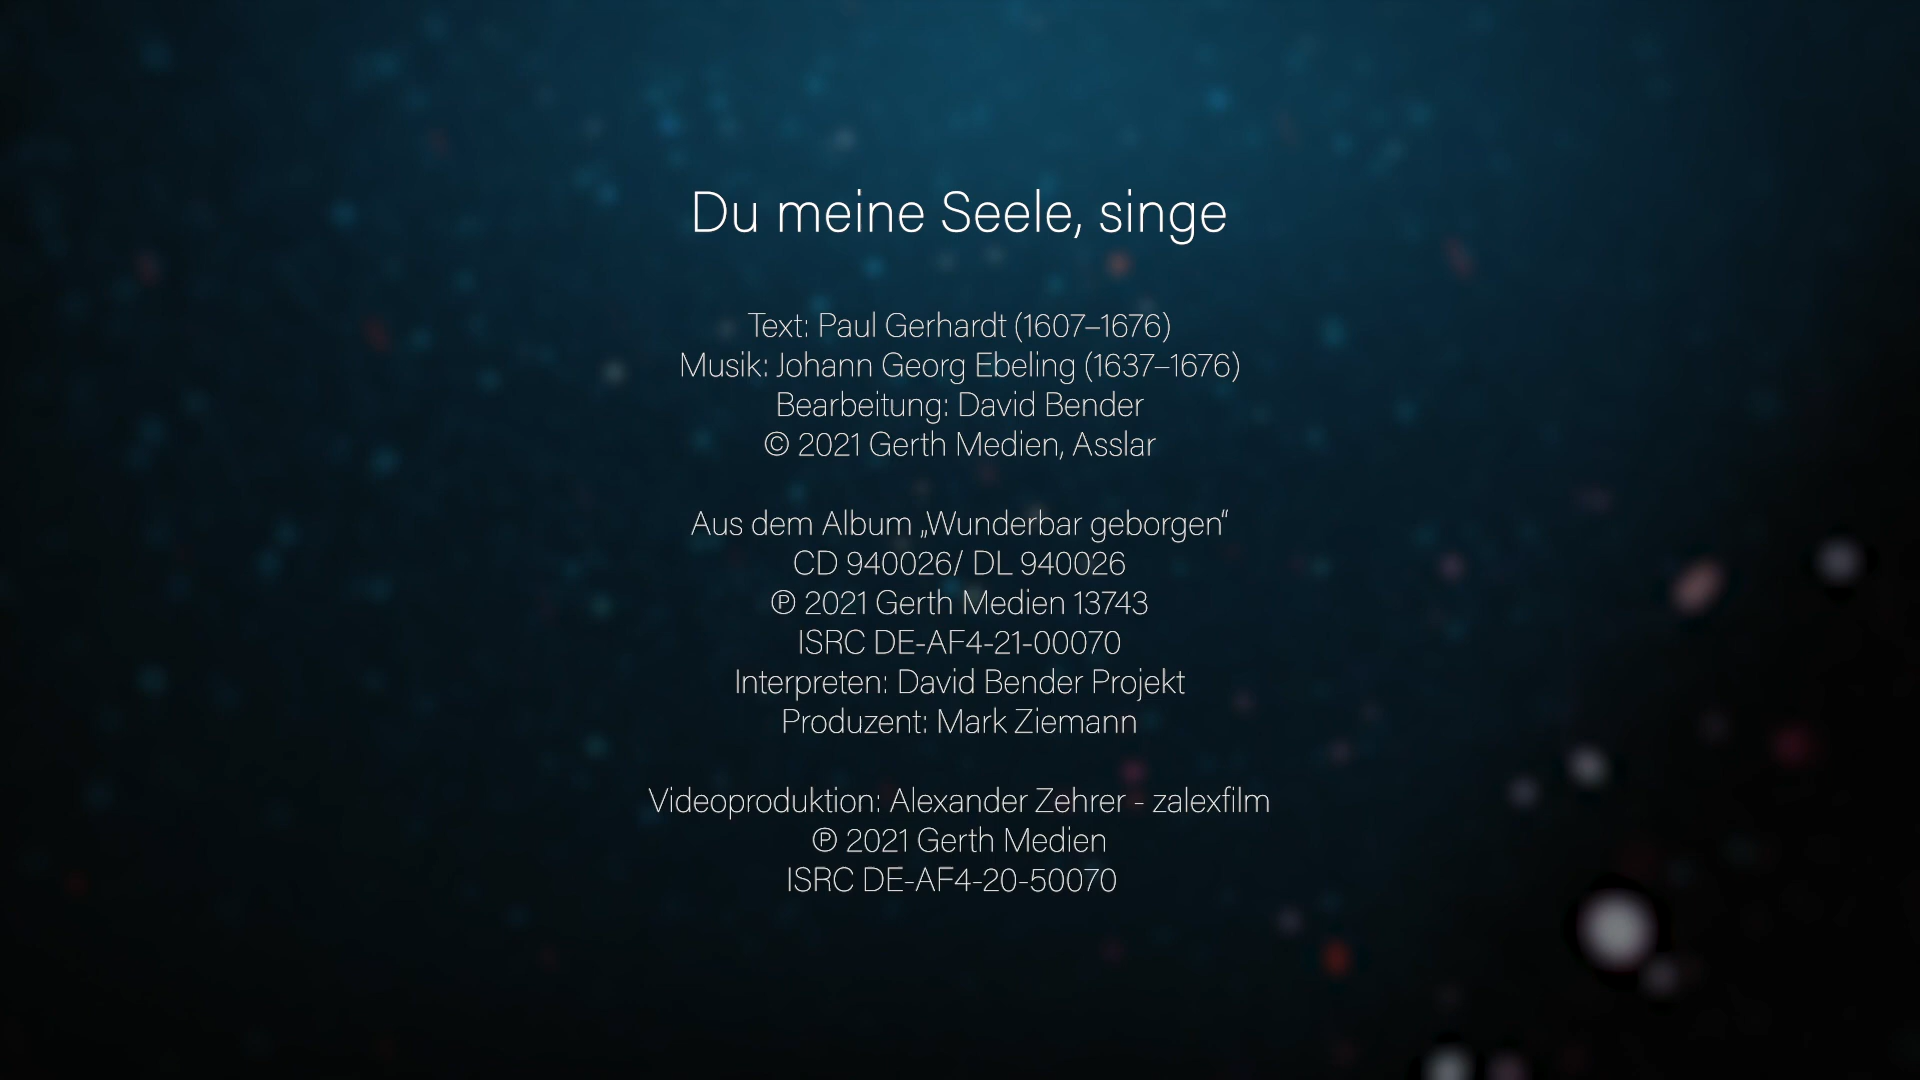 Du meine Seele, singe
Text: Paul Gerhardt (1607–1676)
Musik: Johann Georg Ebeling (1637–1676)
Bearbeitung: David Bender
© 2021 Gerth Medien, Asslar
Aus dem Album „Wunderbar geborgen“
CD 940026/ DL 940026
℗ 2021 Gerth Medien 13743
ISRC DE-AF4-21-00070
Interpreten: David Bender Projekt
Produzent: Mark Ziemann
Videoproduktion: Alexander Zehrer - zalexfilm
℗ 2021 Gerth Medien
ISRC DE-AF4-20-50070